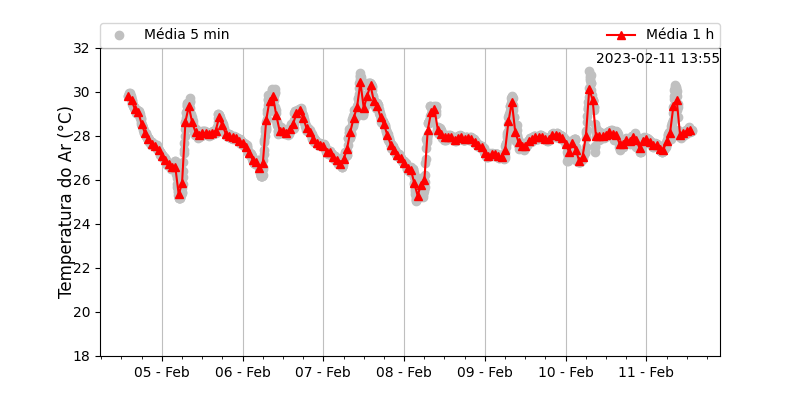 Média 5 min
Média 1 h
2023-02-11 13:55
Temperatura do Ar (°C)
32
30
28
26
24
22
20
18
05 - Feb
06 - Feb
07 - Feb
08 - Feb
09 - Feb
10 - Feb
11 - Feb